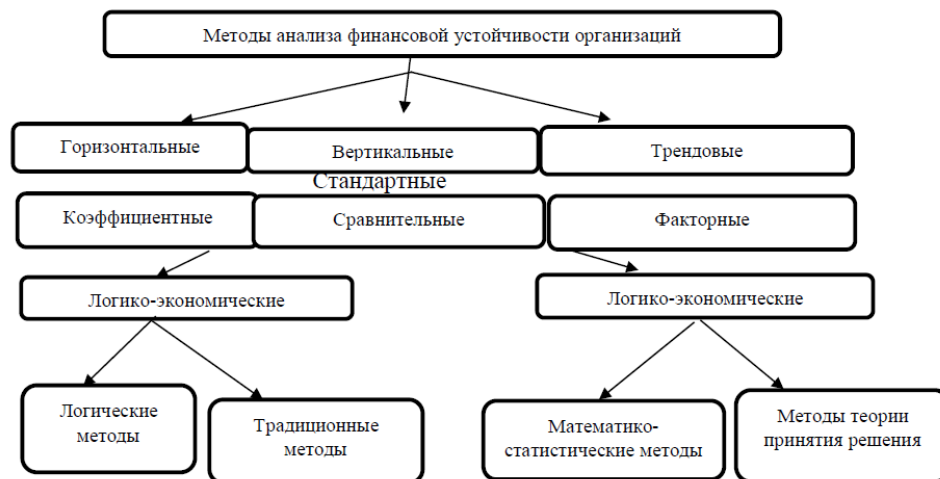 Методы анализа финансовой устойчивости организаций
Горизонтальные
Вертикальные
Трендовые
Стандартные
Коэффициентные
Сравнительные
Факторные
Логико-экономические
Логико-экономические
Логические
методы
Традиционные
методы
Математико-
статистические методы
Методы теории
принятия решения